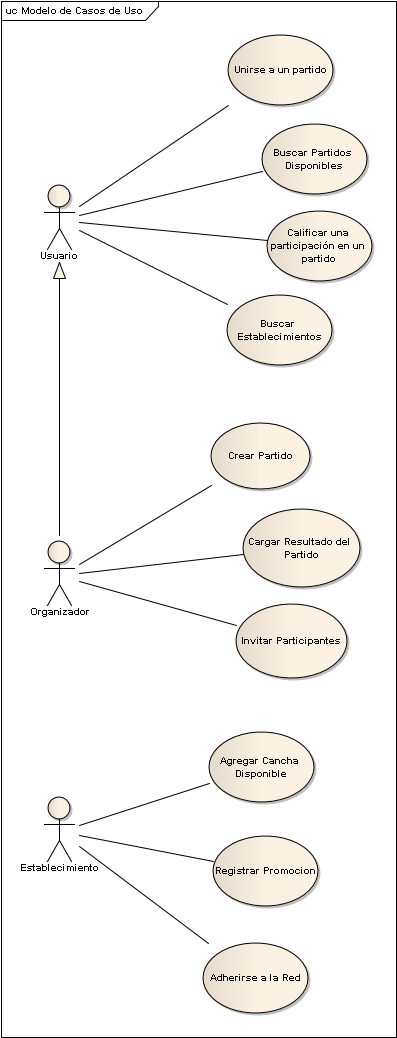 uc Modelo de Casos de Uso
Unirse a un partido
Buscar Partidos
Disponibles
Calificar una
participación en un
partido
Usuario
Buscar
Establecimientos
Crear Partido
Cargar Resultado del
Partido
Organizador
Invitar Participantes
Agregar Cancha
Disponible
Establecimiento
Registrar Promocion
Adherirse a la Red